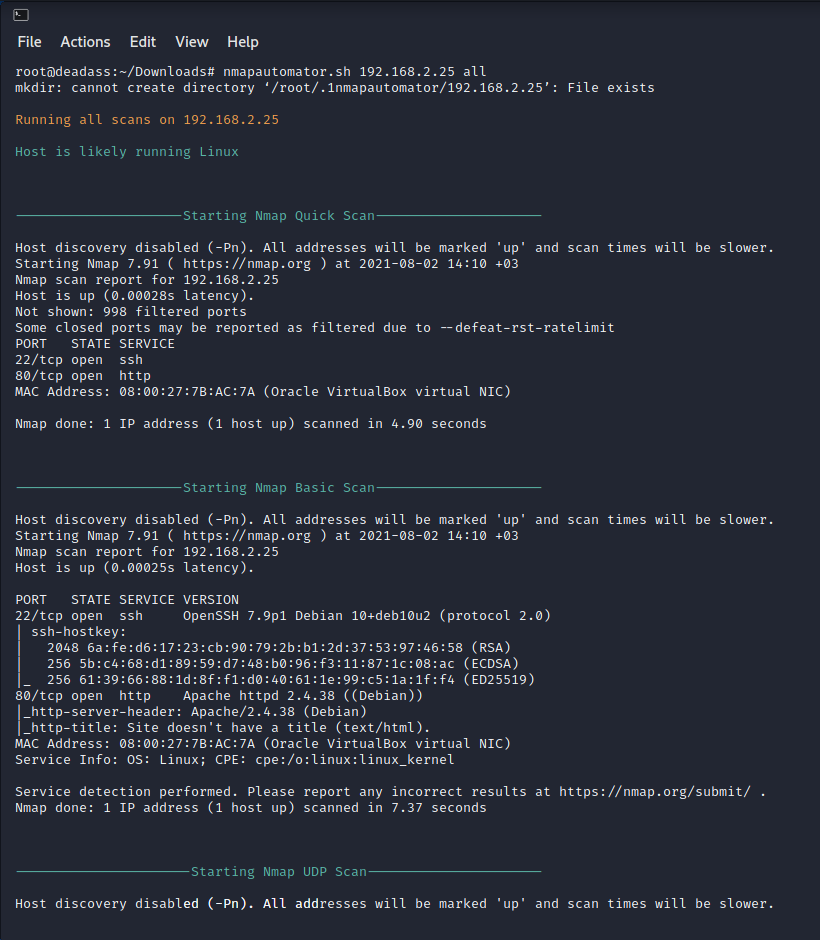 File Actions Edit View Help
root@deadass:~/Downloads# nmapautomator.sh 192.168.2.25 all
mkdir: cannot create directory ‘/root/.1nmapautomator/192.168.2.25’: File exists
Running all scans on 192.168.2.25
Host is likely running Linux
---------------------Starting Nmap Quick Scan---------------------
Host discovery disabled (-Pn). All addresses will be marked 'up' and scan times will be slower.
Starting Nmap 7.91 ( https://nmap.org ) at 2021-08-02 14:10 +03
Nmap scan report for 192.168.2.25
Host is up (0.00028s latency).
Not shown: 998 filtered ports
Some closed ports may be reported as filtered due to --defeat-rst-ratelimit
PORT   STATE SERVICE
22/tcp open  ssh
80/tcp open  http
MAC Address: 08:00:27:7B:AC:7A (Oracle VirtualBox virtual NIC)
Nmap done: 1 IP address (1 host up) scanned in 4.90 seconds
---------------------Starting Nmap Basic Scan---------------------
Host discovery disabled (-Pn). All addresses will be marked 'up' and scan times will be slower.
Starting Nmap 7.91 ( https://nmap.org ) at 2021-08-02 14:10 +03
Nmap scan report for 192.168.2.25
Host is up (0.00025s latency).
PORT   STATE SERVICE VERSION
22/tcp open  ssh     OpenSSH 7.9p1 Debian 10+deb10u2 (protocol 2.0)
| ssh-hostkey:
|   2048 6a:fe:d6:17:23:cb:90:79:2b:b1:2d:37:53:97:46:58 (RSA)
|   256 5b:c4:68:d1:89:59:d7:48:b0:96:f3:11:87:1c:08:ac (ECDSA)
|_  256 61:39:66:88:1d:8f:f1:d0:40:61:1e:99:c5:1a:1f:f4 (ED25519)
80/tcp open  http    Apache httpd 2.4.38 ((Debian))
|_http-server-header: Apache/2.4.38 (Debian)
|_http-title: Site doesn't have a title (text/html).
MAC Address: 08:00:27:7B:AC:7A (Oracle VirtualBox virtual NIC)
Service Info: OS: Linux; CPE: cpe:/o:linux:linux_kernel
Service detection performed. Please report any incorrect results at https://nmap.org/submit/ .
Nmap done: 1 IP address (1 host up) scanned in 7.37 seconds
----------------------Starting Nmap UDP Scan----------------------
Host discovery disabled (-Pn). All addresses will be marked 'up' and scan times will be slower.